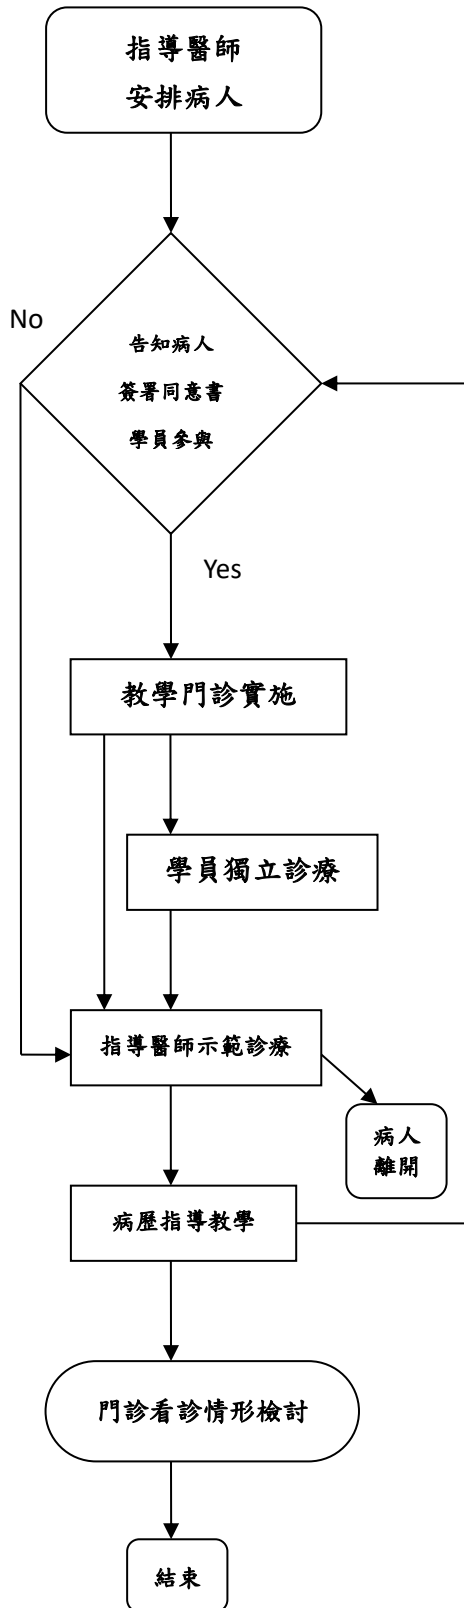 指導醫師
安排病人
No
告知病人
簽署同意書
學員參與
Yes
教學門診實施
學員獨立診療
指導醫師示範診療
病人
離開
病歷指導教學
門診看診情形檢討
結束